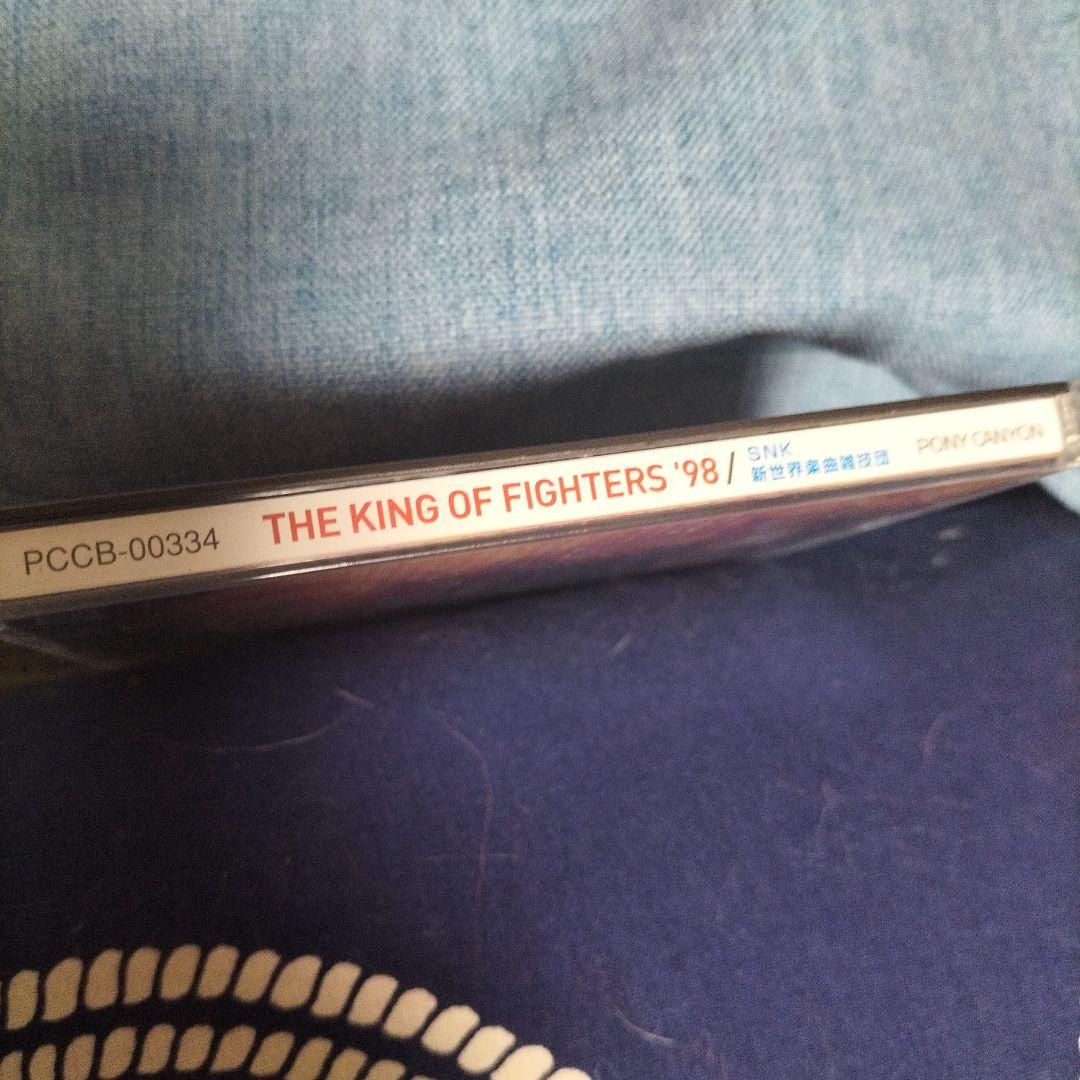 PCCB-00334 THE KING OF FIGHTERS '98 /
SNK
新世界楽曲雑技団
PONY CANYON